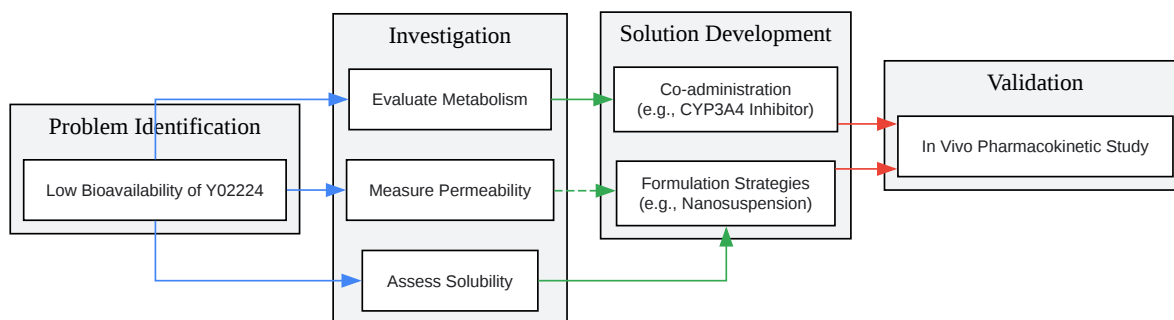 Problem Identification
Low Bioavailability of Y02224
Investigation
Evaluate Metabolism
Measure Permeability
Assess Solubility
Solution Development
Co-administration
(e.g., CYP3A4 Inhibitor)
Formulation Strategies
(e.g., Nanosuspension)
Validation
In Vivo Pharmacokinetic Study